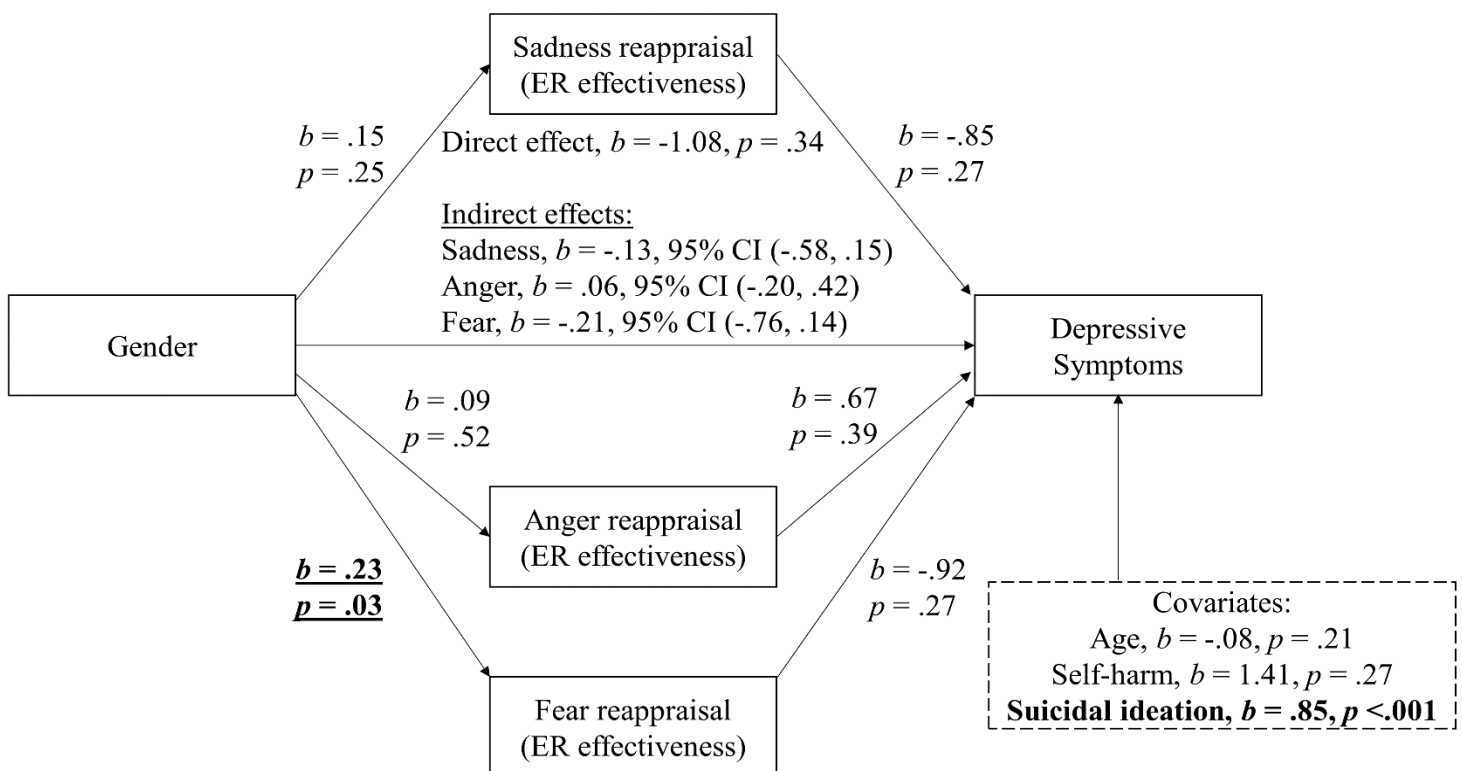 Sadness reappraisal
(ER effectiveness)
b = .15
p = .25
Direct effect, b = -1.08, p = .34
b = -.85
p = .27
Indirect effects:
Sadness, b = -.13, 95% CI (-.58, .15)
Anger, b = .06, 95% CI (-.20, .42)
Fear, b = -.21, 95% CI (-.76, .14)
Gender
Depressive
Symptoms
b = .09
p = .52
b = .67
p = .39
Anger reappraisal
(ER effectiveness)
b = .23
p = .03
b = -.92
p = .27
Covariates:
Age, b = -.08, p = .21
Self-harm, b = 1.41, p = .27
Suicidal ideation, b = .85, p <.001
Fear reappraisal
(ER effectiveness)